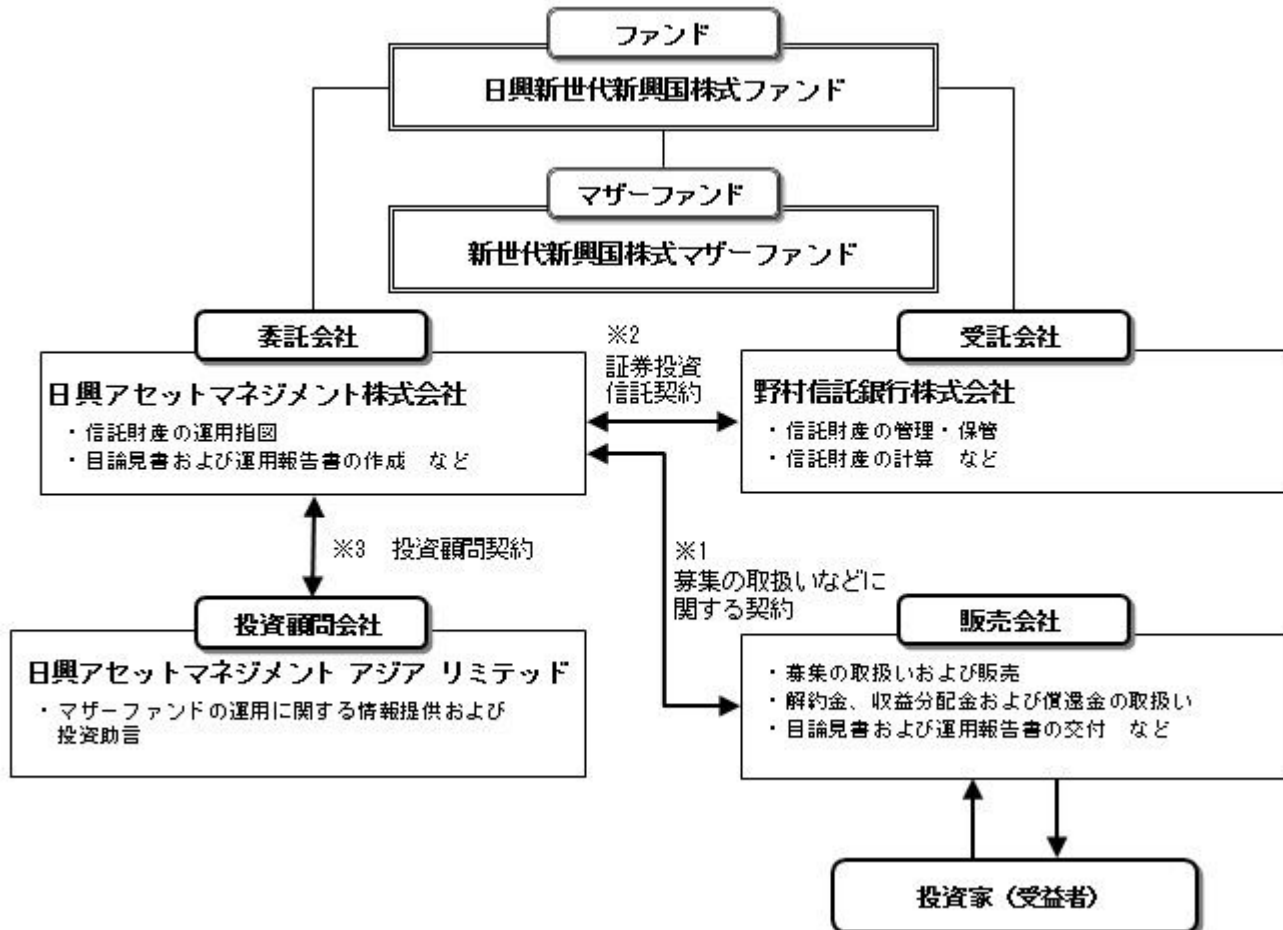 ファンド
日興新世代新興国株式ファンド
マザーファンド
新世代新興国株式マザーファンド
委託会社
日興アセットマネジメント株式会社
・信託財産の運用指図
・目論見書および運用報告書の作成 など
※2
証券投資
信託契約
受託会社
野村信託銀行株式会社
・信託財産の管理・保管
・信託財産の計算 など
※3 投資顧問契約
※1
募集の取扱いなどに
関する契約
投資顧問会社
日興アセットマネジメント アジア リミテッド
・マザーファンドの運用に関する情報提供および
投資助言
販売会社
・募集の取扱いおよび販売
・解約金、収益分配金および償還金の取扱い
・目論見書および運用報告書の交付 など
投資家（受益者）